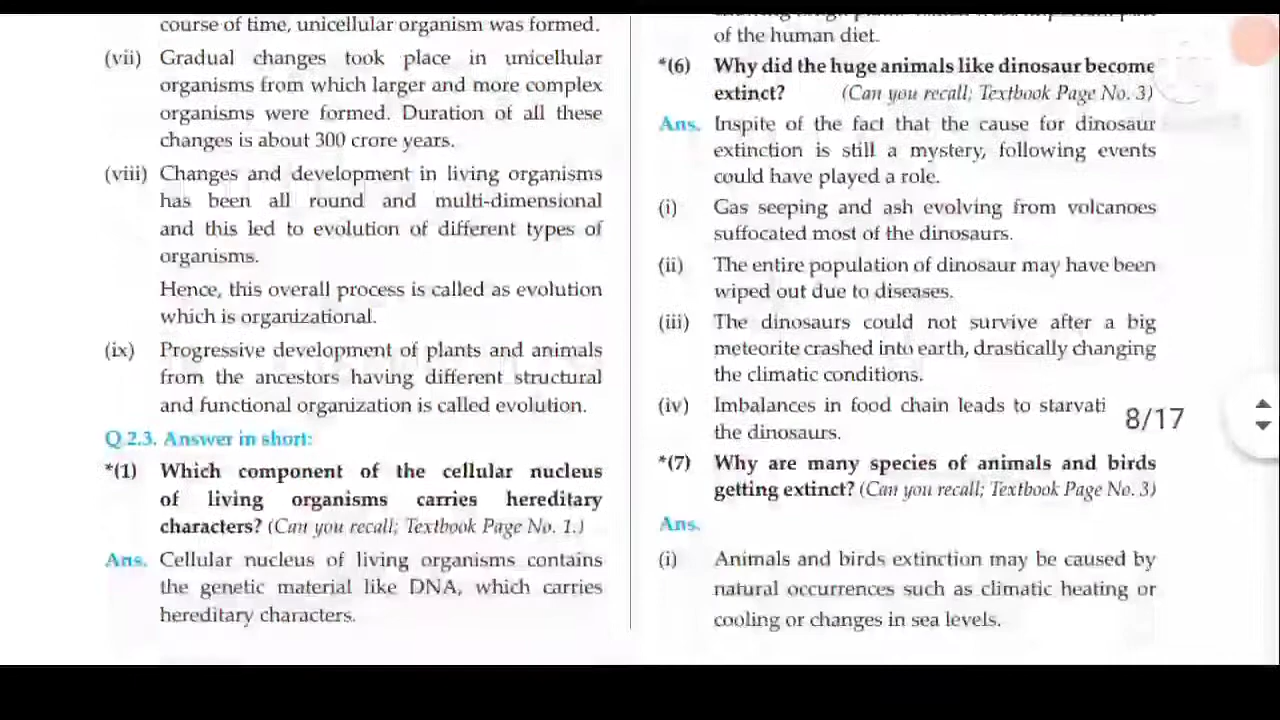 course of time, unicellular organism was formed.
(vii) Gradual changes took place in unicellular
organisms from which larger and more complex
organisms were formed. Duration of all these
changes is about 300 crore years.
(viii) Changes and development in living organisms
has been all round and multi-dimensional
and this led to evolution of different types of
organisms.
Hence, this overall process is called as evolution
which is organizational.
(ix) Progressive development of plants and animals
from the ancestors having different structural
and functional organization is called evolution.
Q 2.3. Answer in short:
*(1) Which component of the cellular nucleus
of living organisms carries hereditary
characters? (Can you recall; Textbook Page No. 1.)
Ans. Cellular nucleus of living organisms contains
the genetic material like DNA, which carries
hereditary characters.
of the human diet.
*(6) Why did the huge animals like dinosaur become
extinct? (Can you recall; Textbook Page No. 3)
Ans. Inspite of the fact that the cause for dinosaur
extinction is still a mystery, following events
could have played a role.
(i) Gas seeping and ash evolving from volcanoes
suffocated most of the dinosaurs.
(ii) The entire population of dinosaur may have been
wiped out due to diseases.
(iii) The dinosaurs could not survive after a big
meteorite crashed into earth, drastically changing
the climatic conditions.
(iv) Imbalances in food chain leads to starvati
the dinosaurs.
8/17
*(7) Why are many species of animals and birds
getting extinct? (Can you recall; Textbook Page No. 3)
Ans.
(i) Animals and birds extinction may be caused by
natural occurrences such as climatic heating or
cooling or changes in sea levels.